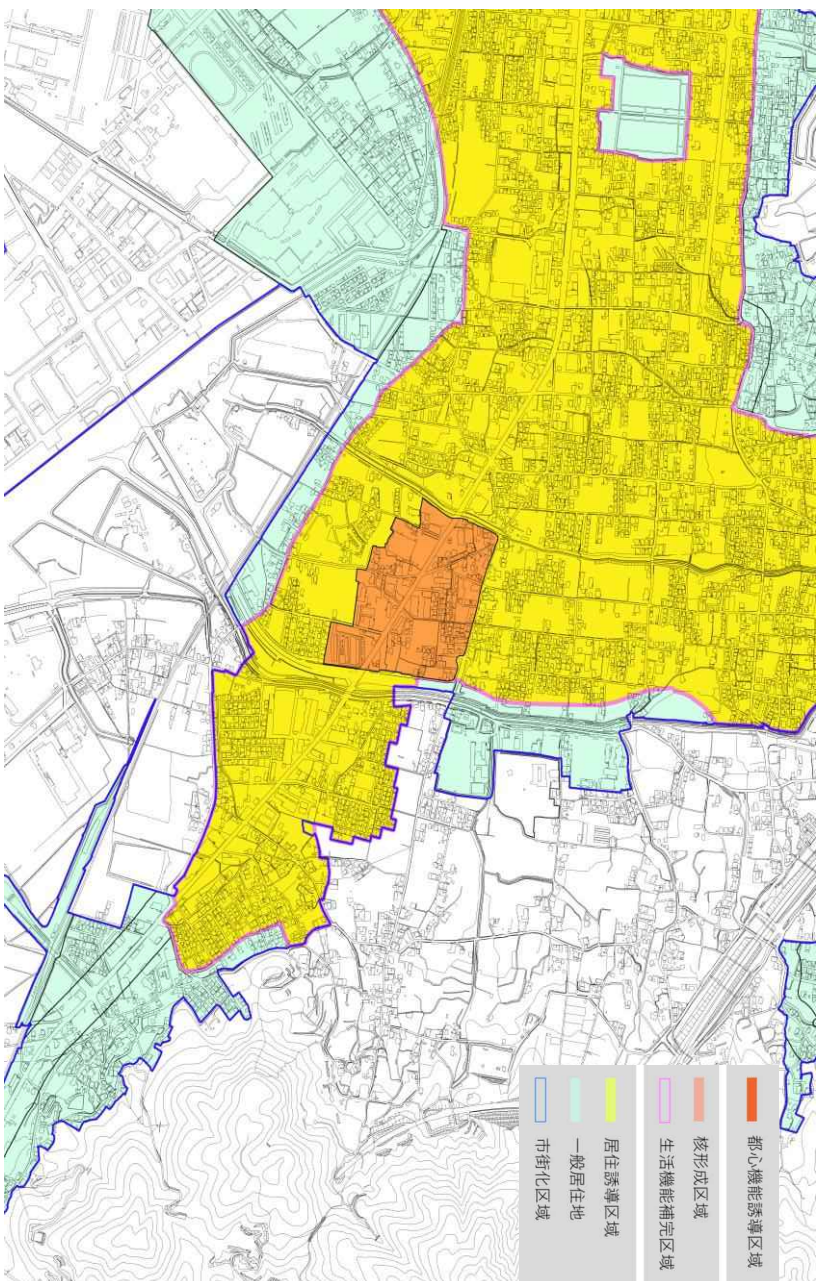 都心機能誘導区域
核形成区域
生活機能補完区域
居住誘導区域
一般居住地
市街化区域